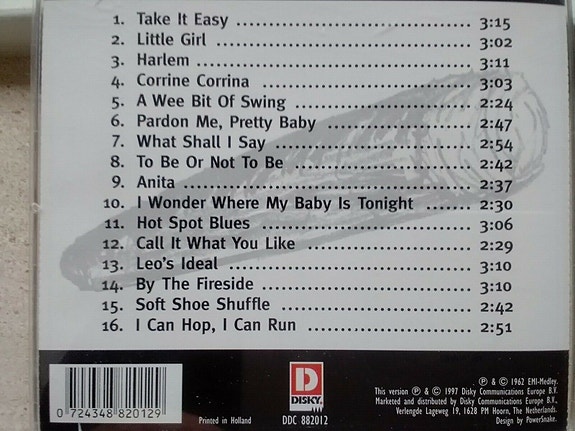 1. Take It Easy ........................................ 3:15
2. Little Girl ........................................ 3:02
3. Harlem ........................................ 3:11
4. Corrine Corrina ........................................ 3:03
5. A Wee Bit Of Swing ........................................ 2:24
6. Pardon Me, Pretty Baby ........................................ 2:47
7. What Shall I Say ........................................ 2:54
8. To Be Or Not To Be ........................................ 2:42
9. Anita ........................................ 2:37
10. I Wonder Where My Baby Is Tonight ........ 2:30
11. Hot Spot Blues ........................................ 3:06
12. Call It What You Like ........................................ 2:29
13. Leo's Ideal ........................................ 3:10
14. By The Fireside ........................................ 3:10
15. Soft Shoe Shuffle ........................................ 2:42
16. I Can Hop, I Can Run ........................................ 2:51
0 724348 820129
Printed in Holland
D
DISKY
DDC 882012
℗ & © 1962 EMI-Medley.
This version ℗ & © 1997 Disky Communications Europe B.V.
Marketed and distributed by Disky Communications Europe B.V.
Verlengde Lageweg 19, 1628 PM Hoorn, The Netherlands.
Design by PowerSnake.